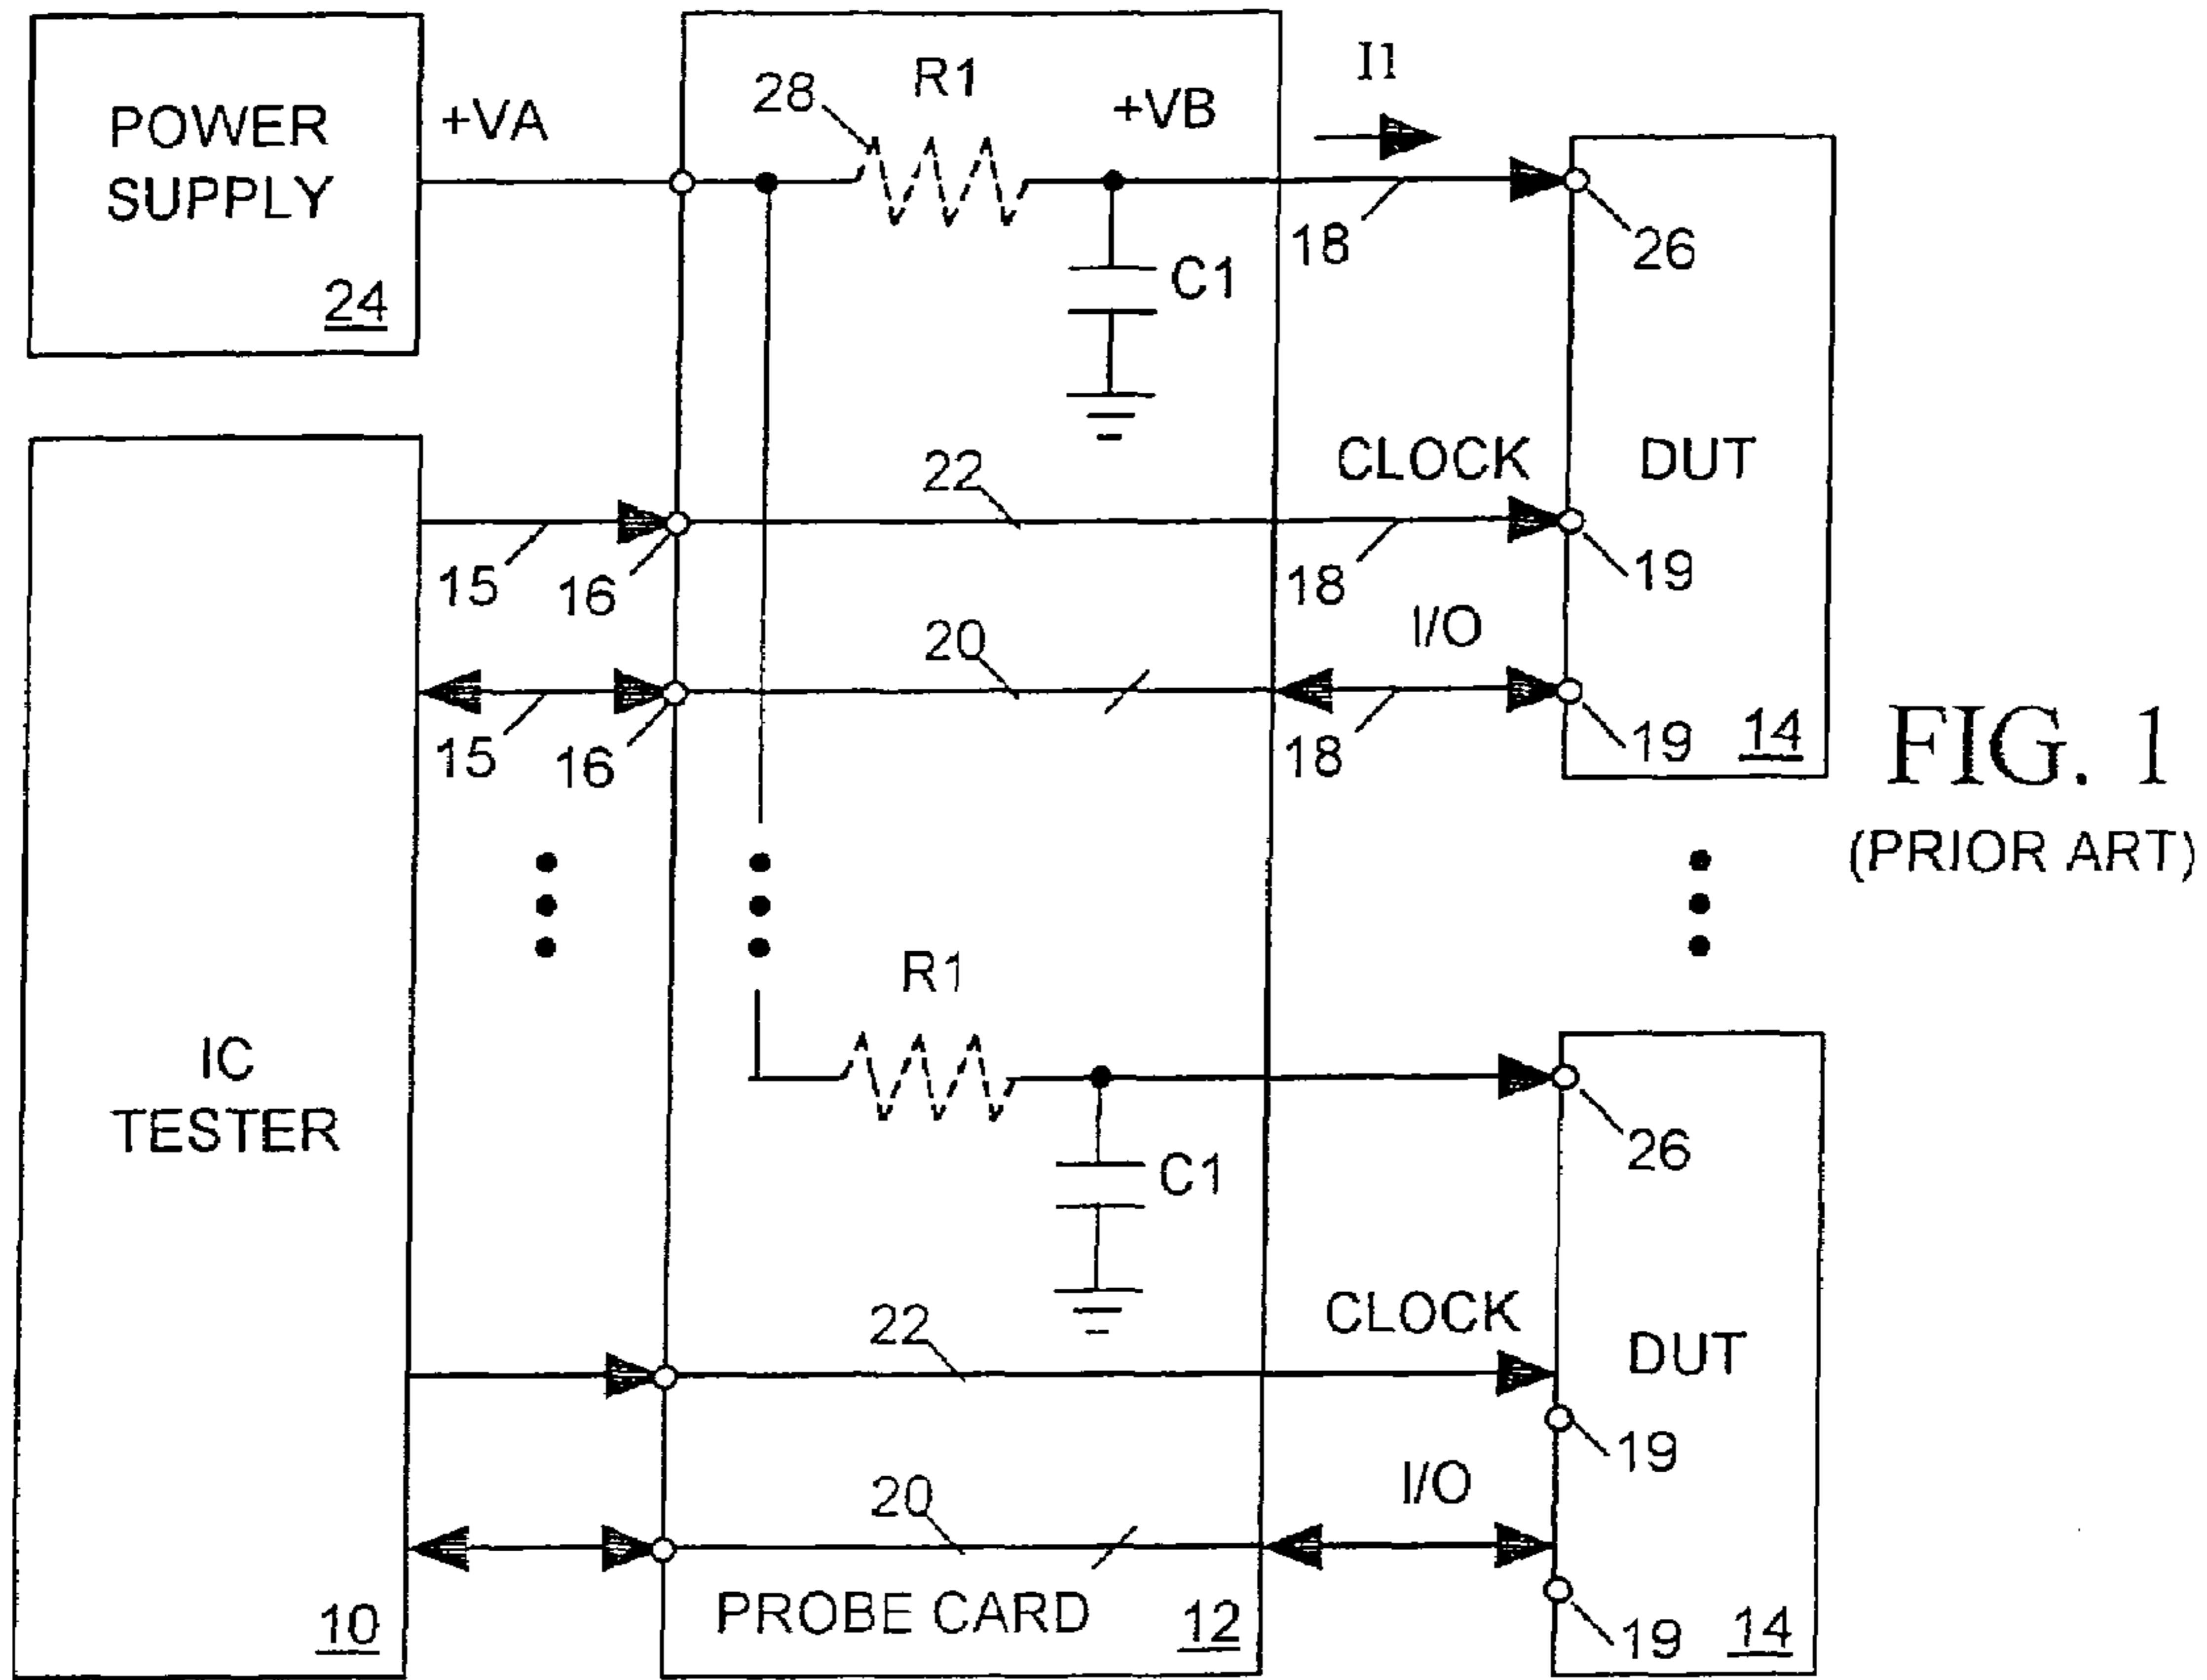 POWER
SUPPLY
24
+VA
28
R1
+VB
I1
18
26
C1
22
CLOCK
DUT
15
16
18
19
20
I/O
15
16
18
19
14
FIG. 1
(PRIOR ART)
R1
IC
TESTER
26
C1
22
CLOCK
DUT
19
20
I/O
10
PROBE CARD
12
19
14